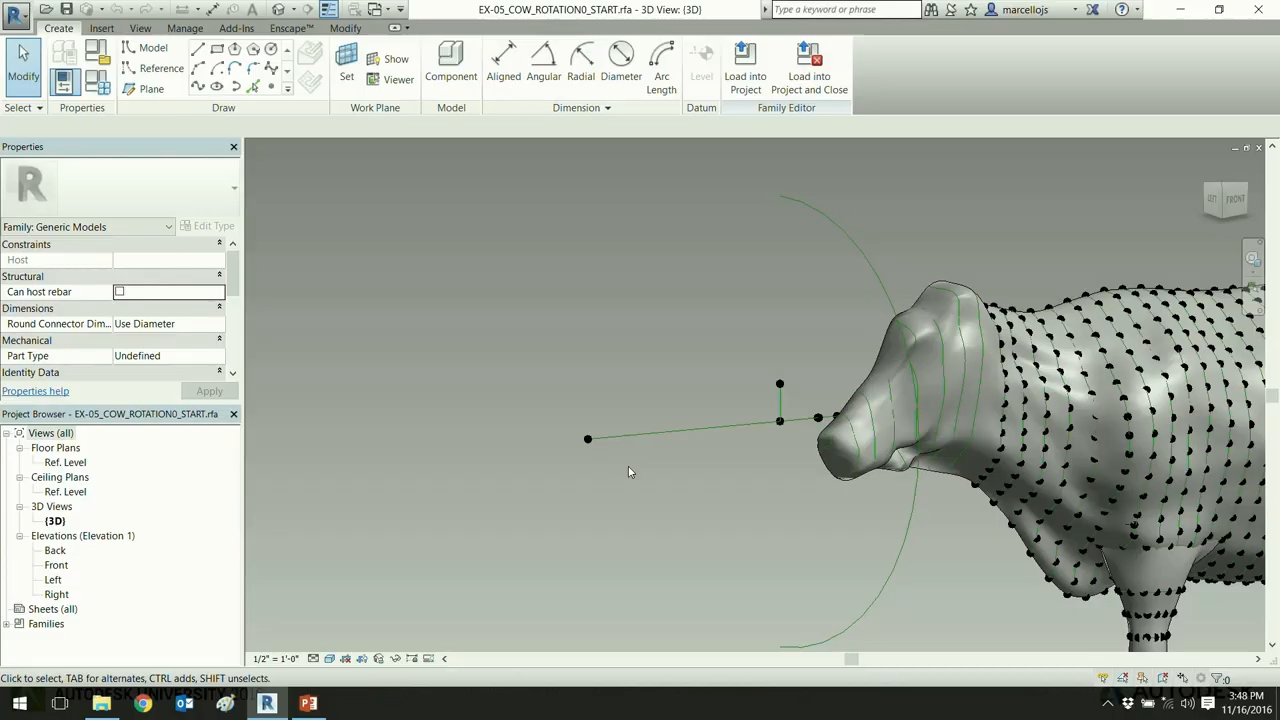 EX-05_COW_ROTATION0_START.rfa - 3D View: {3D}
Type a keyword or phrase
marcellojs
Create Insert View Manage Add-Ins Enscape™ Modify
Modify
Model
Reference
Plane
Set
Show
Viewer
Component
Aligned Angular Radial Diameter Arc Length
Level
Load into Project
Load into Project and Close
Select Properties Draw Work Plane Model Dimension Datum Family Editor
Properties
Family: Generic Models
Edit Type
Constraints
Host
Structural
Can host rebar
Dimensions
Round Connector Dim... Use Diameter
Mechanical
Part Type Undefined
Identity Data
Properties help
Apply
Project Browser - EX-05_COW_ROTATION0_START.rfa
Views (all)
Floor Plans
Ref. Level
Ceiling Plans
Ref. Level
3D Views
{3D}
Elevations (Elevation 1)
Back
Front
Left
Right
Sheets (all)
Families
LEFT FRONT
1/2" = 1'-0"
Click to select, TAB for alternates, CTRL adds, SHIFT unselects.
:0
AUTODESK UNIVERSITY
3:48 PM
11/16/2016